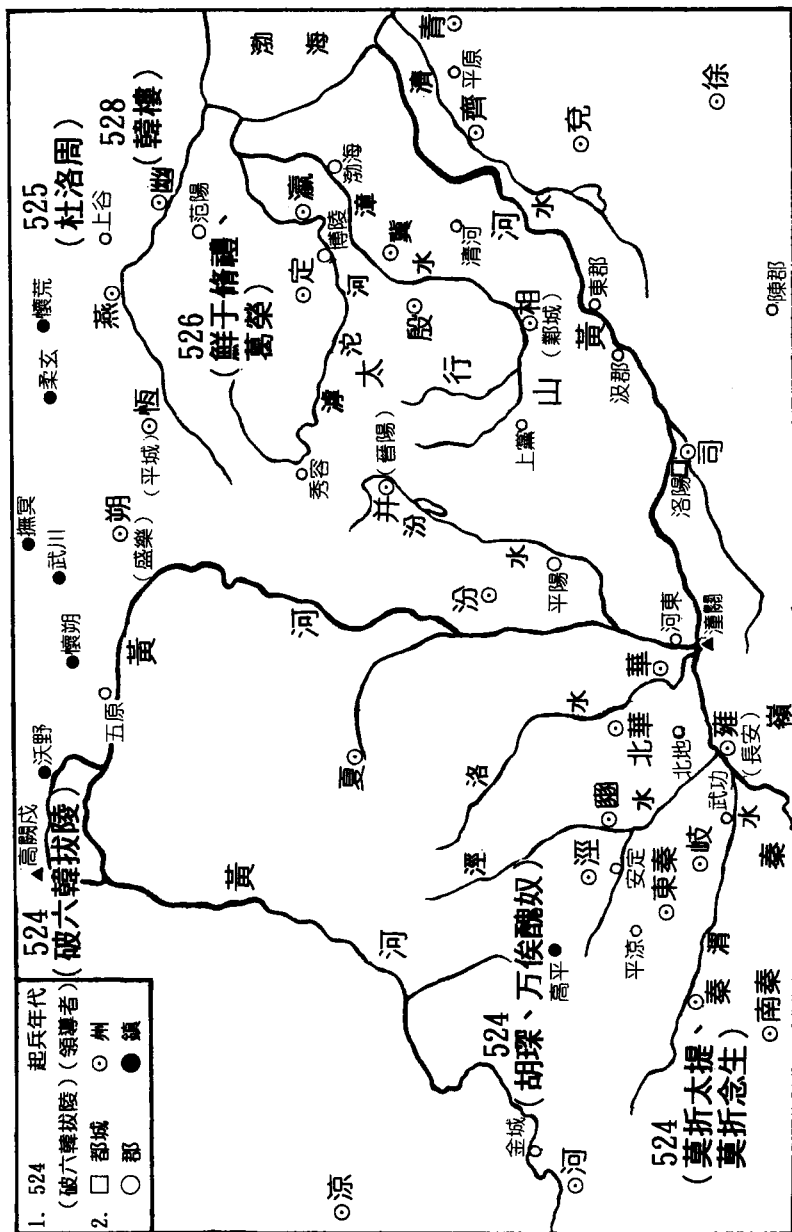 1. 524 起兵年代
(破六韓拔陵)(領導者)
2. □ 都城 ⊙ 州
○ 郡 ● 鎮
524
(破六韓拔陵)
525
(杜洛周)
528
(韓樓)
526
(鮮于脩禮、
葛榮)
524
(胡琛、万俟醜奴)
524
(莫折太提、
莫折念生)
高闕戍
沃野
懷朔
武川
撫冥
柔玄
懷荒
上谷
五原
朔
(盛樂)
恆
(平城)
燕
幽
范陽
渤海
黃
河
黃
河
夏
汾
汾
水
并
(晉陽)
秀容
平陽
滹
沱
河
定
博陵
瀛
渤海
漳
水
冀
殷
清河
太
行
山
上黨
相
(鄴城)
濟
水
平原
青
齊
兗
徐
黃
河
東郡
汲郡
陳郡
洛陽
司
潼關
河東
華
洛
水
北華
北地
豳
涇
水
涇
安定
平涼
高平
東秦
岐
武功
雍
(長安)
渭
水
秦
南秦
秦
嶺
金城
河
涼